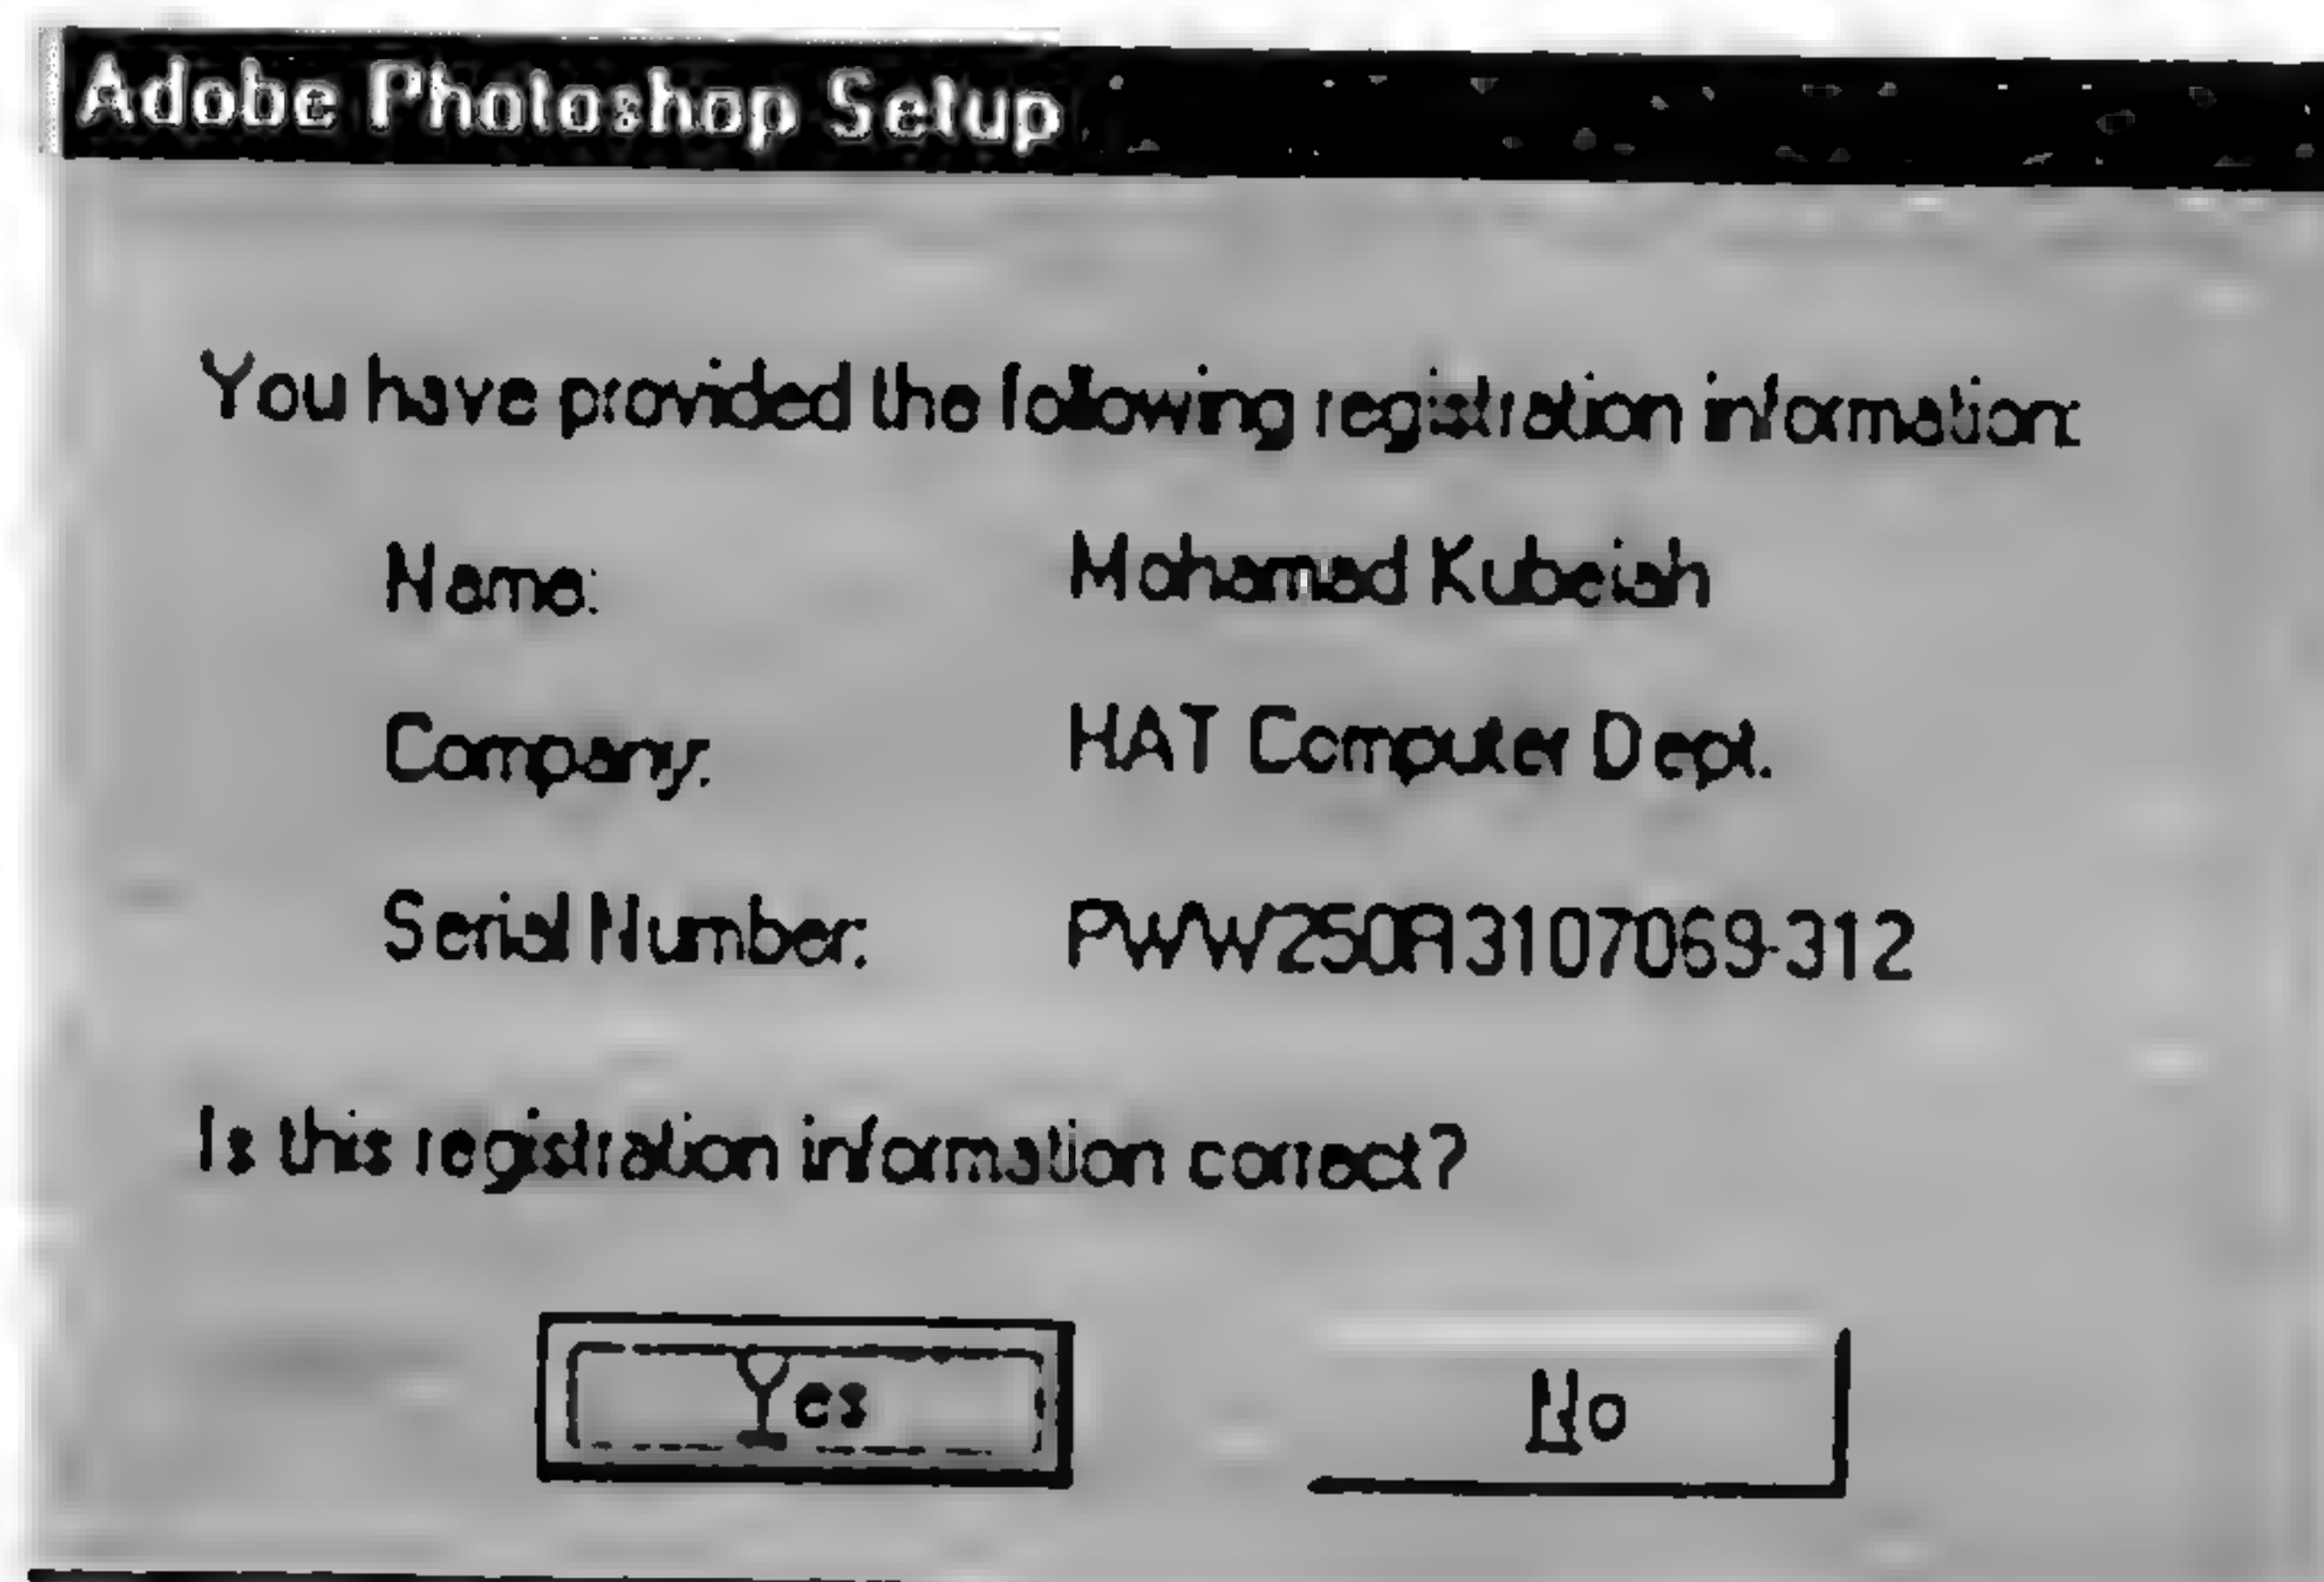 Adobe Photoshop Setup
You have provided the following registration information:
Name: Mohamad Kubeiah
Company: HAT Computer Dept.
Serial Number: PWW250R3107069-312
Is this registration information correct?
Yes No